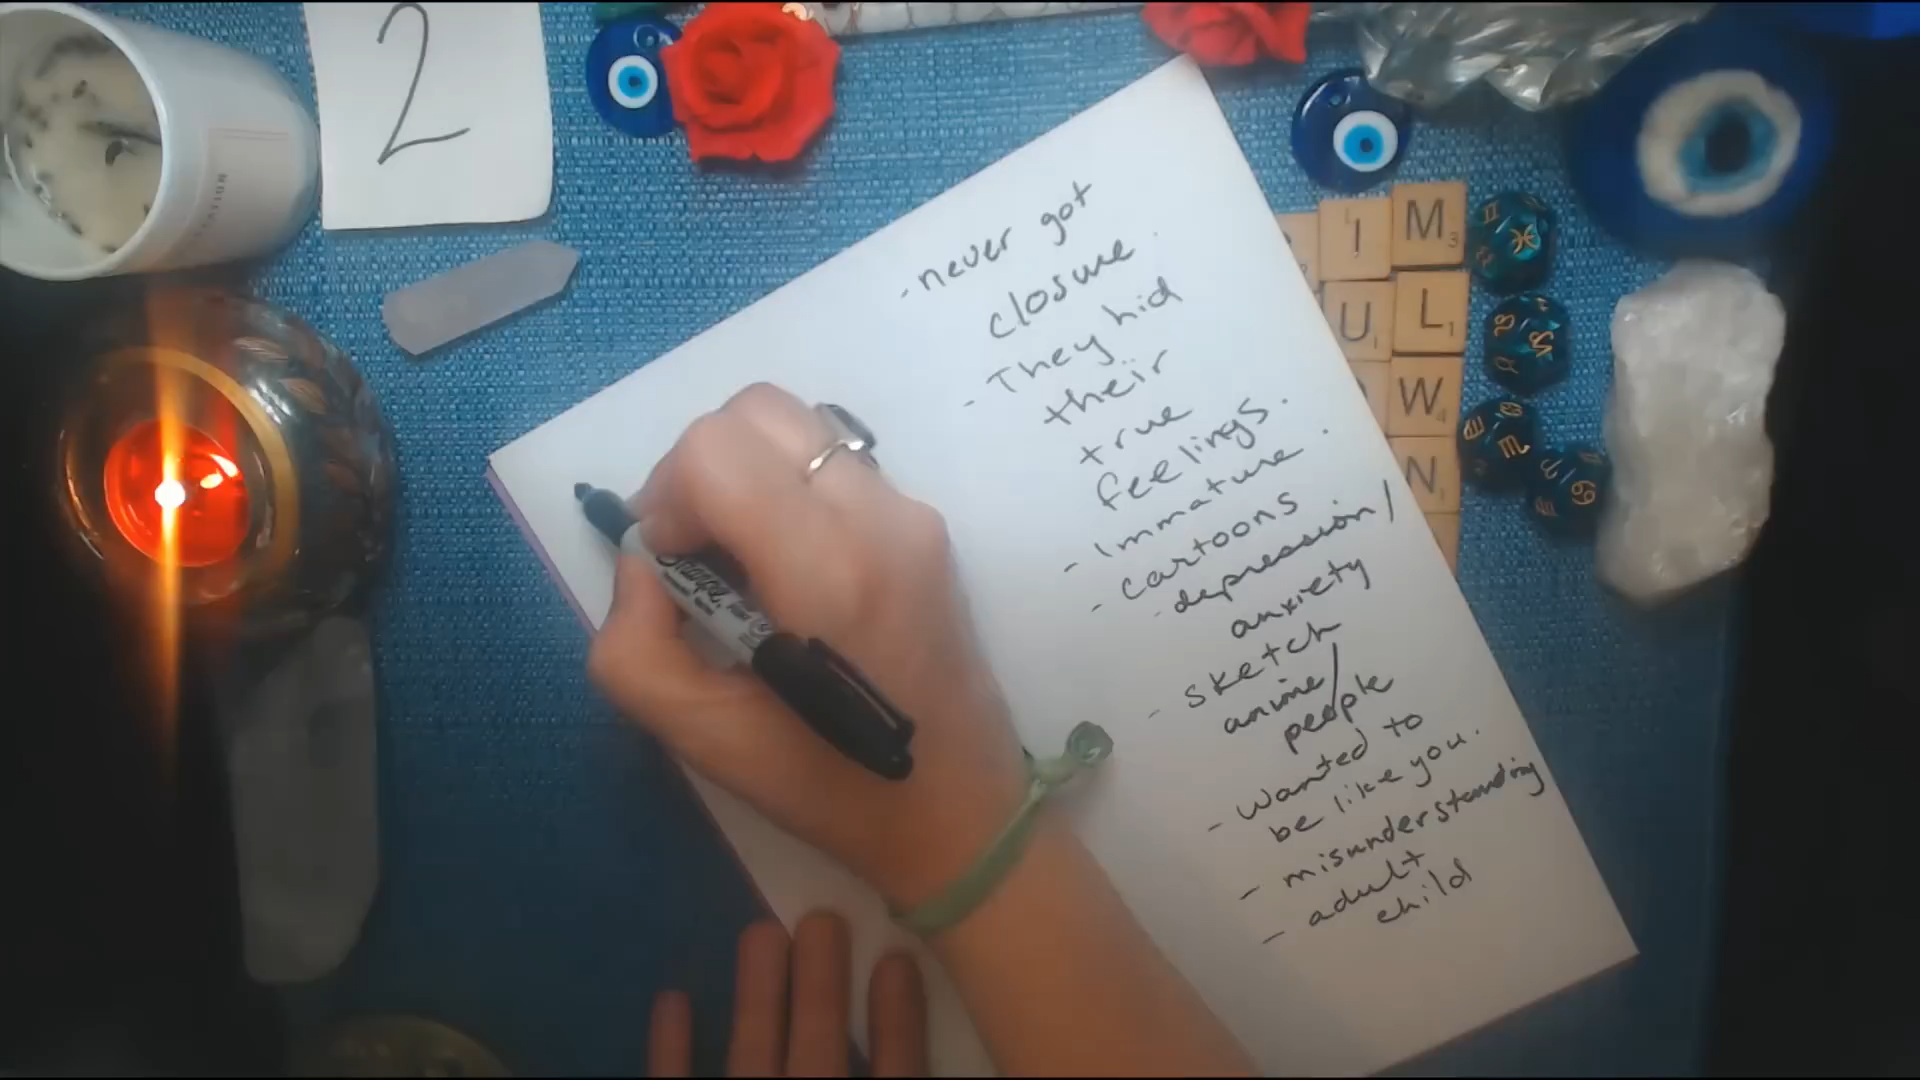 2
- never got
closure.
- They hid
their
true
feelings.
- Immature.
- cartoons
- depression/
anxiety
- sketch
anime/
people
- wanted to
be like you.
- misunderstanding
- adult
child
Sharpie
I M
U L
W
N